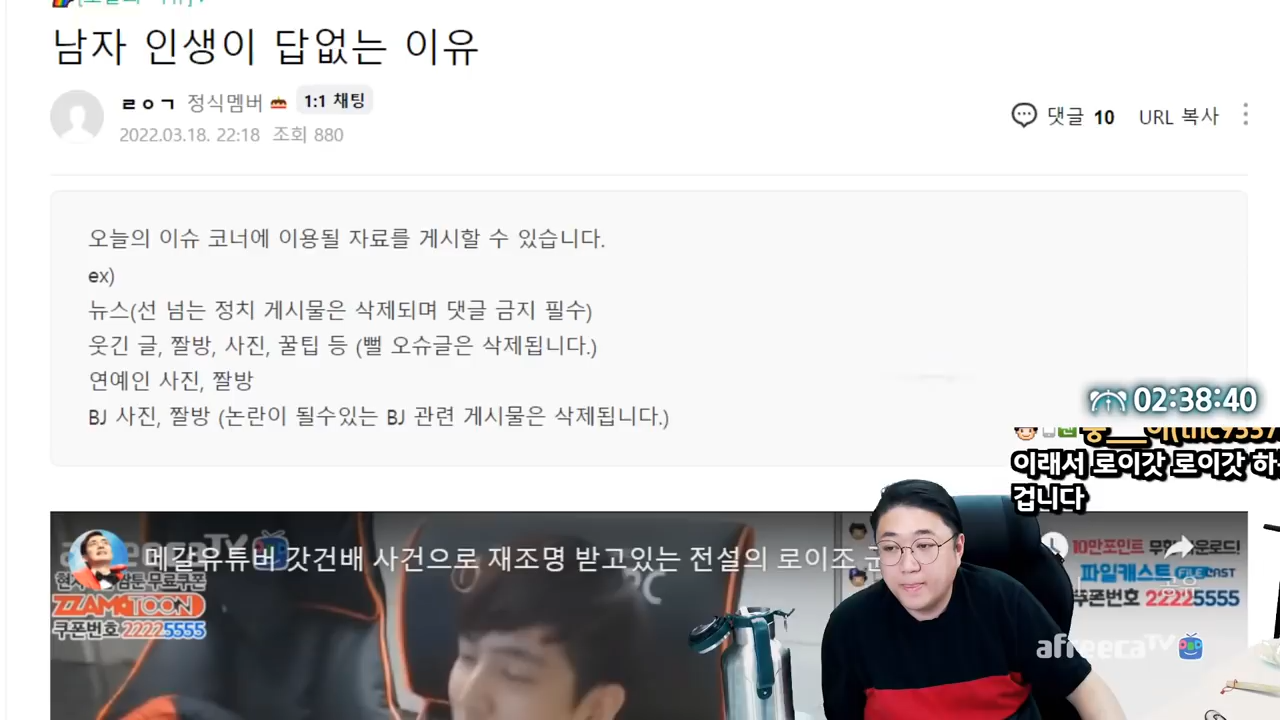 남자 인생이 답없는 이유
ㄹㅇㄱ 정식멤버 1:1 채팅
2022.03.18. 22:18 조회 880
댓글 10 URL 복사
오늘의 이슈 코너에 이용될 자료를 게시할 수 있습니다.
ex)
뉴스(선 넘는 정치 게시물은 삭제되며 댓글 금지 필수)
웃긴 글, 짤방, 사진, 꿀팁 등 (뻘 오슈글은 삭제됩니다.)
연예인 사진, 짤방
BJ 사진, 짤방 (논란이 될수있는 BJ 관련 게시물은 삭제됩니다.)
02:38:40
이래서 로이갓 로이갓 하
겁니다
메갈유튜버 갓건배 사건으로 재조명 받고있는 전설의 로이조
ZZAMTOON
쿠폰번호 22225555
10만포인트
파일캐스트 FILECAST
쿠폰번호 22225555
공유
afreecaTV